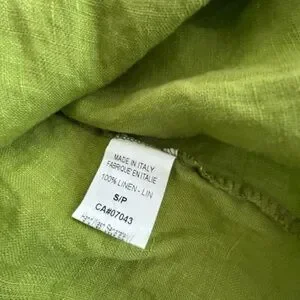 MADE IN ITALY
FABRIQUE EN ITALIE
100% LINEN - LIN
S/P
CA#07043